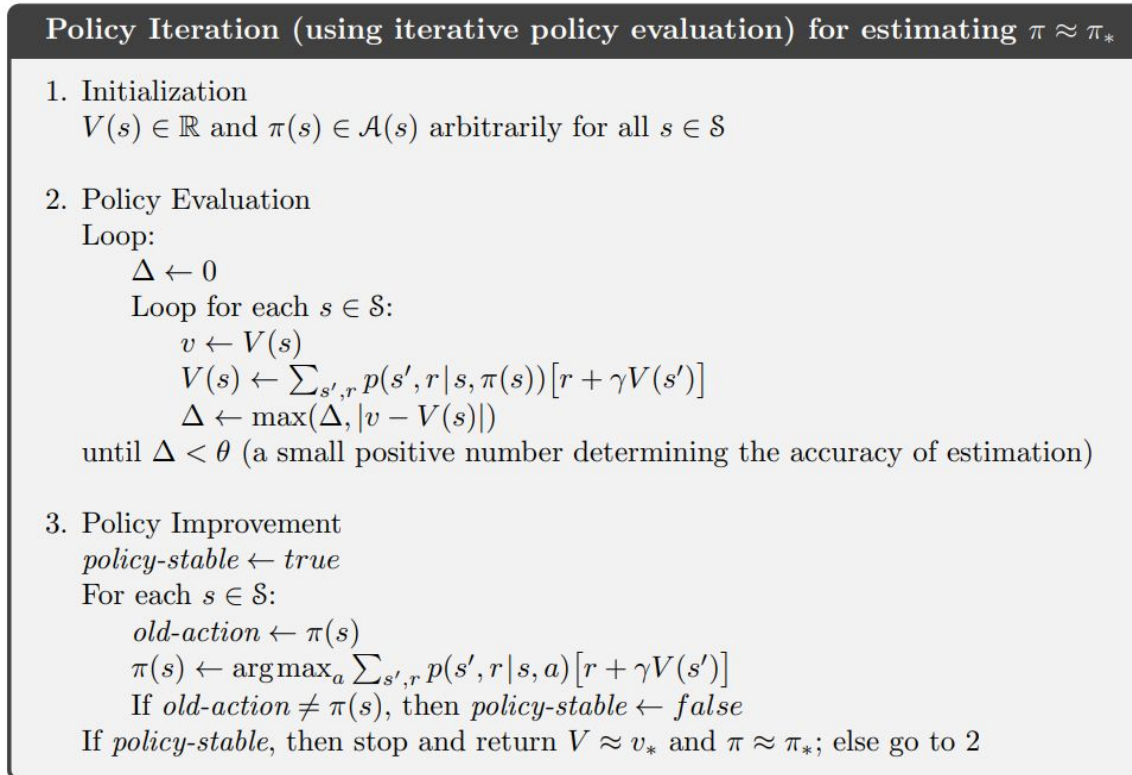 Policy Iteration (using iterative policy evaluation) for estimating π ≈ π∗
1. Initialization
V(s) ∈ ℝ and π(s) ∈ 𝒜(s) arbitrarily for all s ∈ 𝒮
2. Policy Evaluation
Loop:
Δ ← 0
Loop for each s ∈ 𝒮:
v ← V(s)
V(s) ← ∑_{s′,r} p(s′, r|s, π(s))[r + γV(s′)]
Δ ← max(Δ, |v − V(s)|)
until Δ < θ (a small positive number determining the accuracy of estimation)
3. Policy Improvement
policy-stable ← true
For each s ∈ 𝒮:
old-action ← π(s)
π(s) ← argmax_a ∑_{s′,r} p(s′, r|s, a)[r + γV(s′)]
If old-action ≠ π(s), then policy-stable ← false
If policy-stable, then stop and return V ≈ v∗ and π ≈ π∗; else go to 2